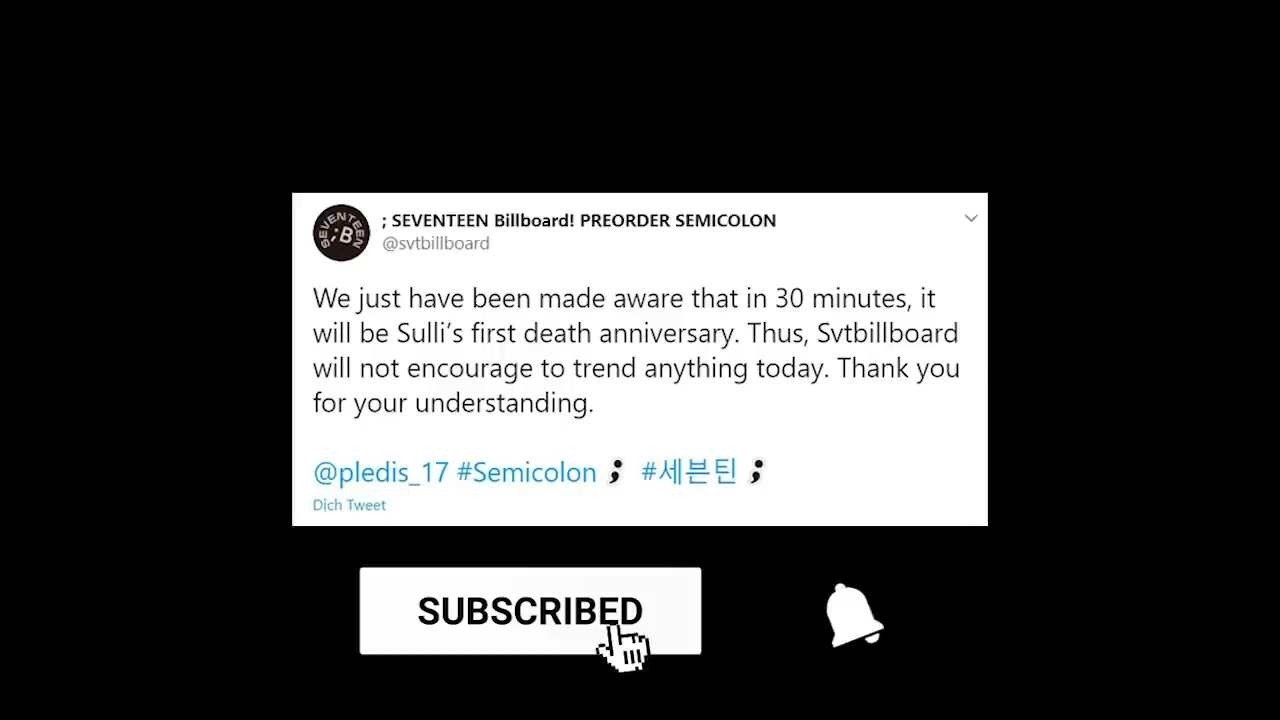 ; SEVENTEEN Billboard! PREORDER SEMICOLON
@svtbillboard
SEVENTEEN
;B
We just have been made aware that in 30 minutes, it
will be Sulli’s first death anniversary. Thus, Svtbillboard
will not encourage to trend anything today. Thank you
for your understanding.
@pledis_17 #Semicolon ; #세븐틴 ;
Dịch Tweet
SUBSCRIBED